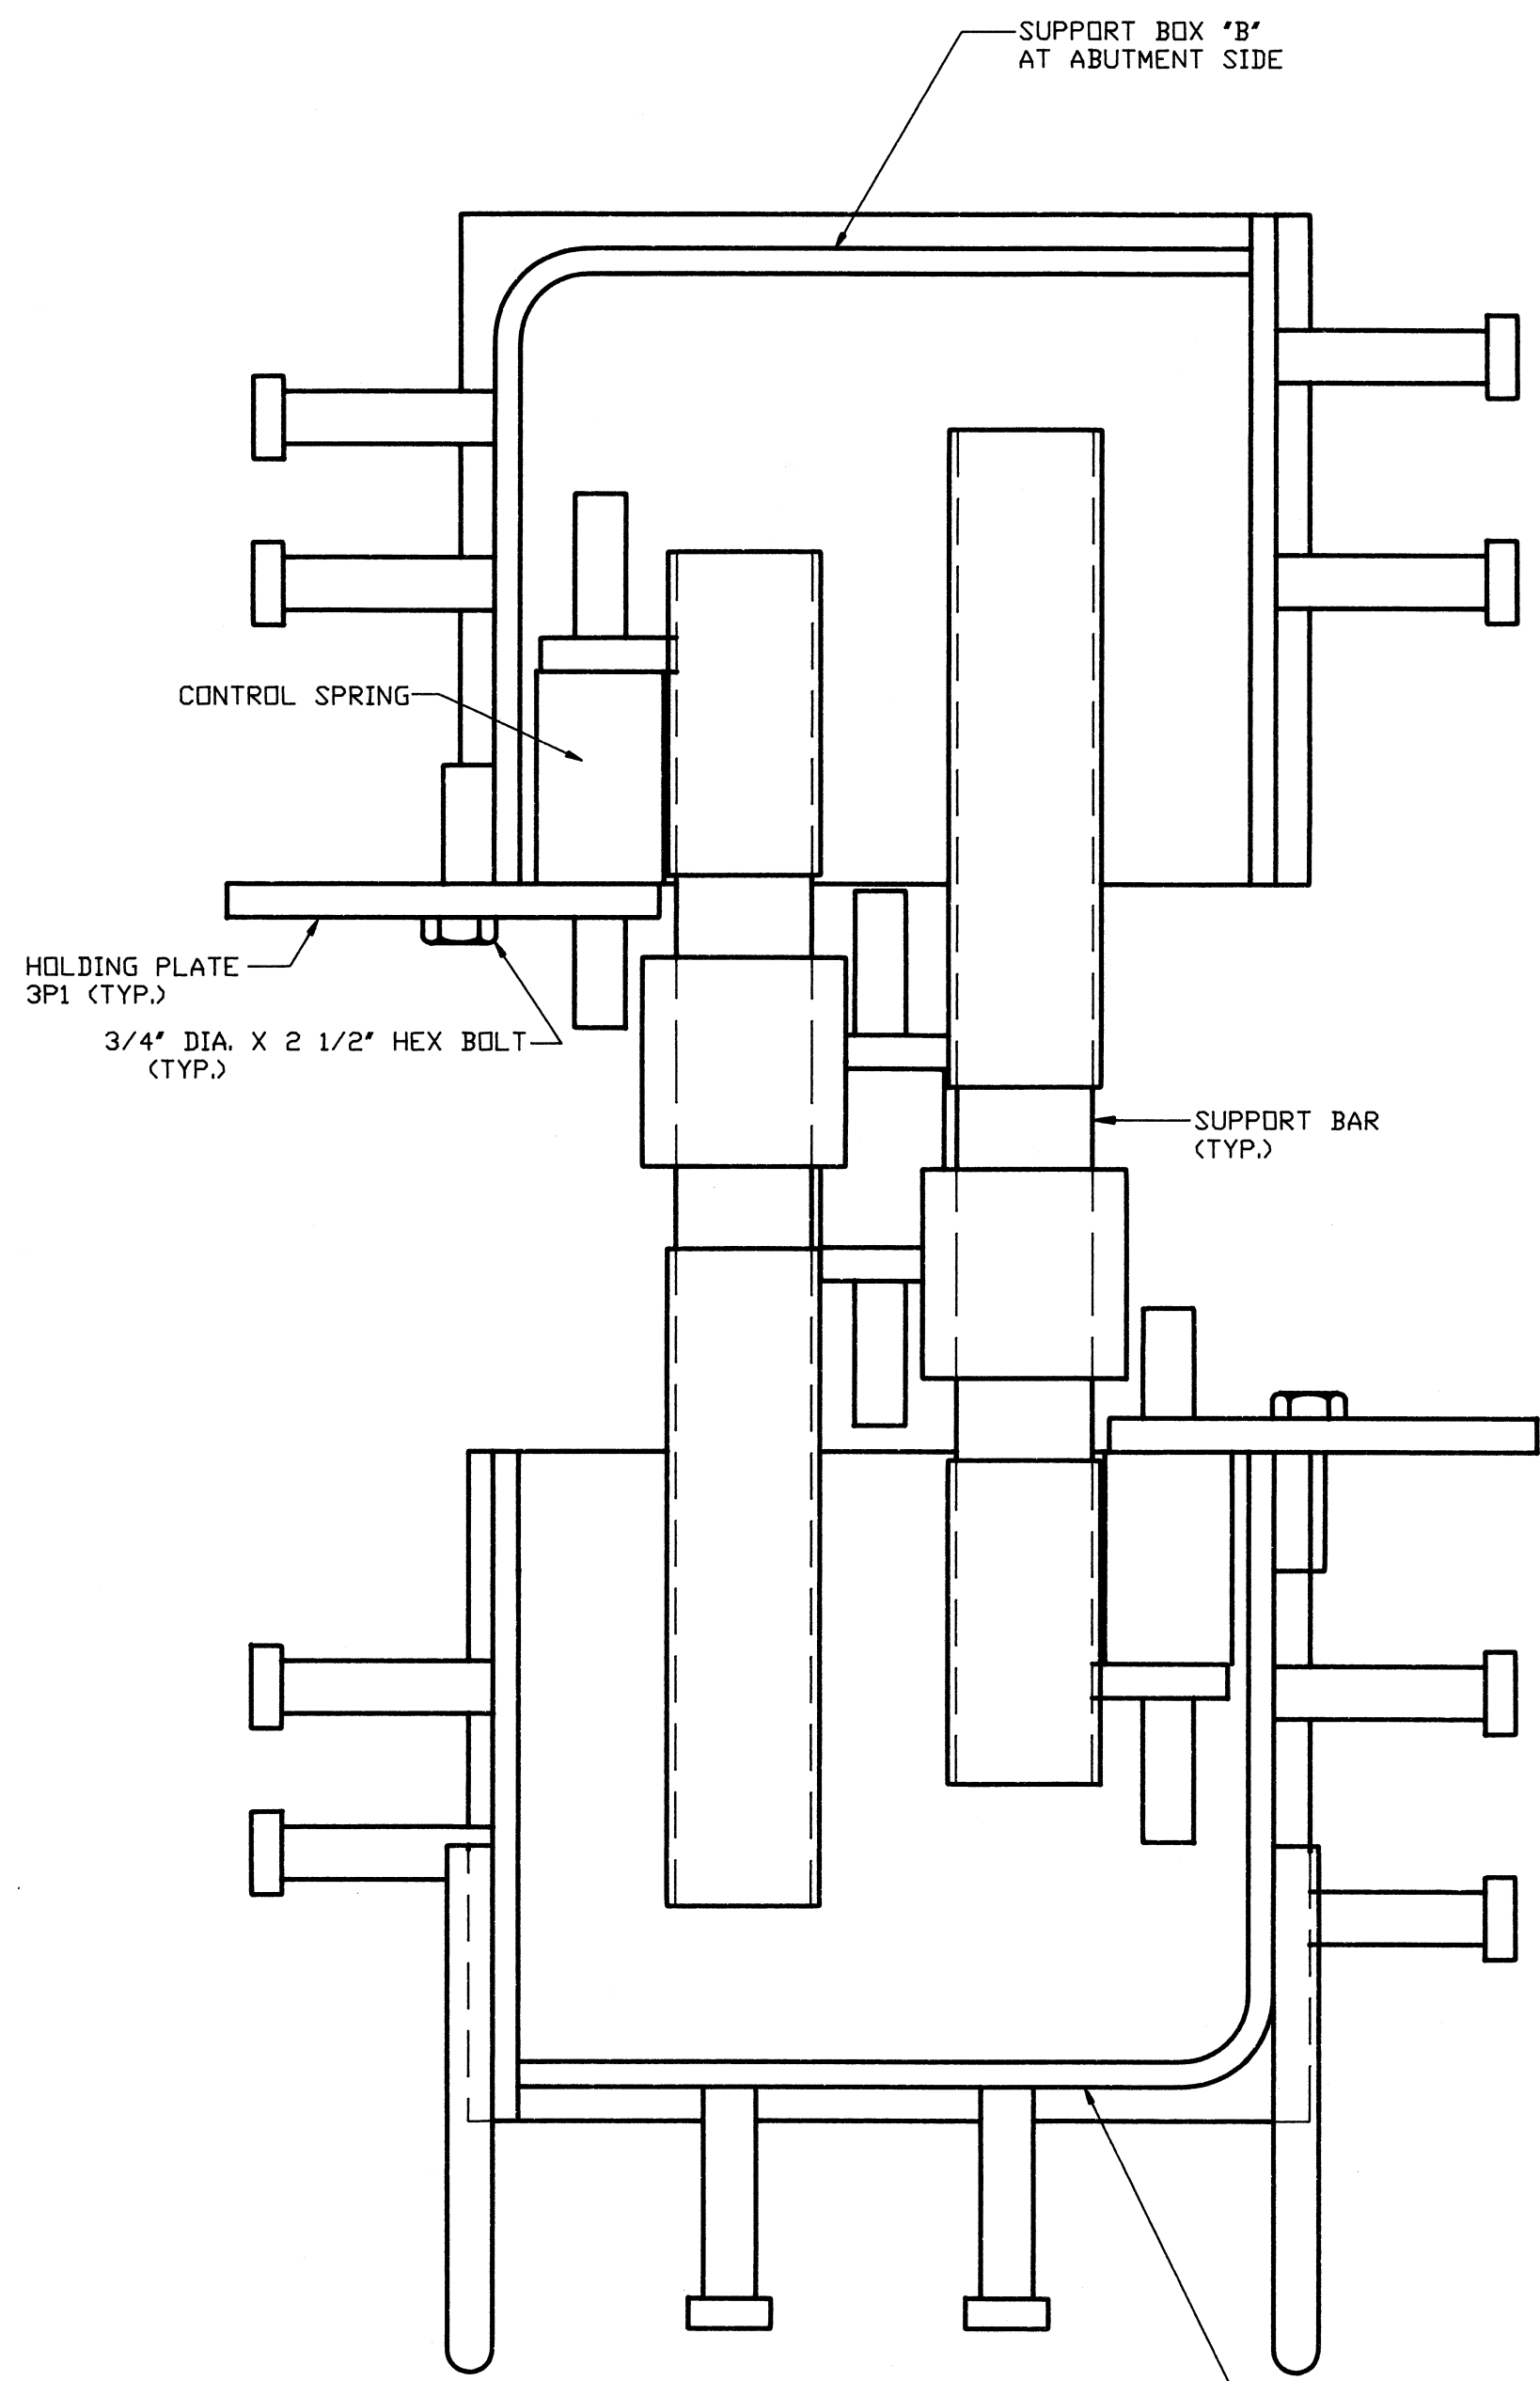 SUPPORT BOX "B"
AT ABUTMENT SIDE
CONTROL SPRING
HOLDING PLATE
3P1 (TYP.)
3/4" DIA. X 2 1/2" HEX BOLT
(TYP.)
SUPPORT BAR
(TYP.)